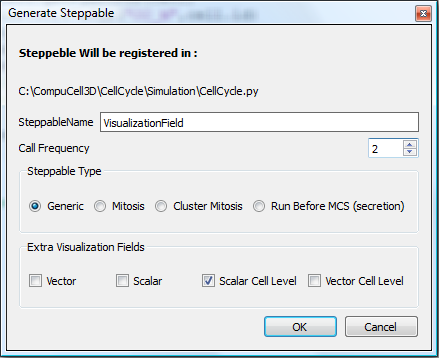 Generate Steppable
Steppeble Will be registered in :
C:\CompuCell3D\CellCycle\Simulation\CellCycle.py
SteppableName VisualizationField
Call Frequency 2
Steppable Type
Generic Mitosis Cluster Mitosis Run Before MCS (secretion)
Extra Visualization Fields
Vector Scalar Scalar Cell Level Vector Cell Level
OK Cancel